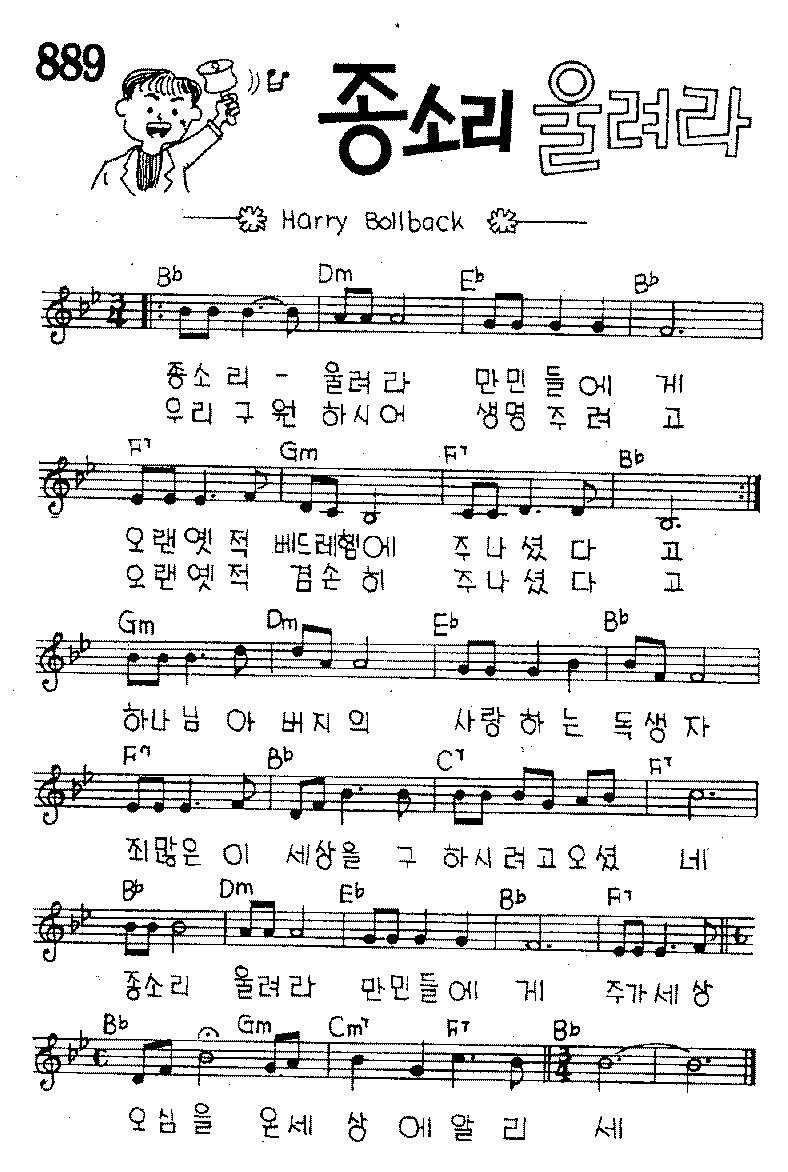 889
종소리 울려라
Harry Bollback
Bb Dm Eb Bb
종소리 - 울려라 만민들에게
우리구원하시어 생명주려고
F7 Gm F7 Bb
오랜옛적 베드레헴에 주나셨다고
오랜옛적 겸손히 주나셨다고
Gm Dm Eb Bb
하나님 아버지의 사랑하는 독생자
F7 Bb C7 F7
죄많은이 세상을 구하시려고오셨네
Bb Dm Eb Bb F7
종소리 울려라 만민들에게 주가세상
Bb Gm Cm7 F7 Bb
오심을 온세상에알리세